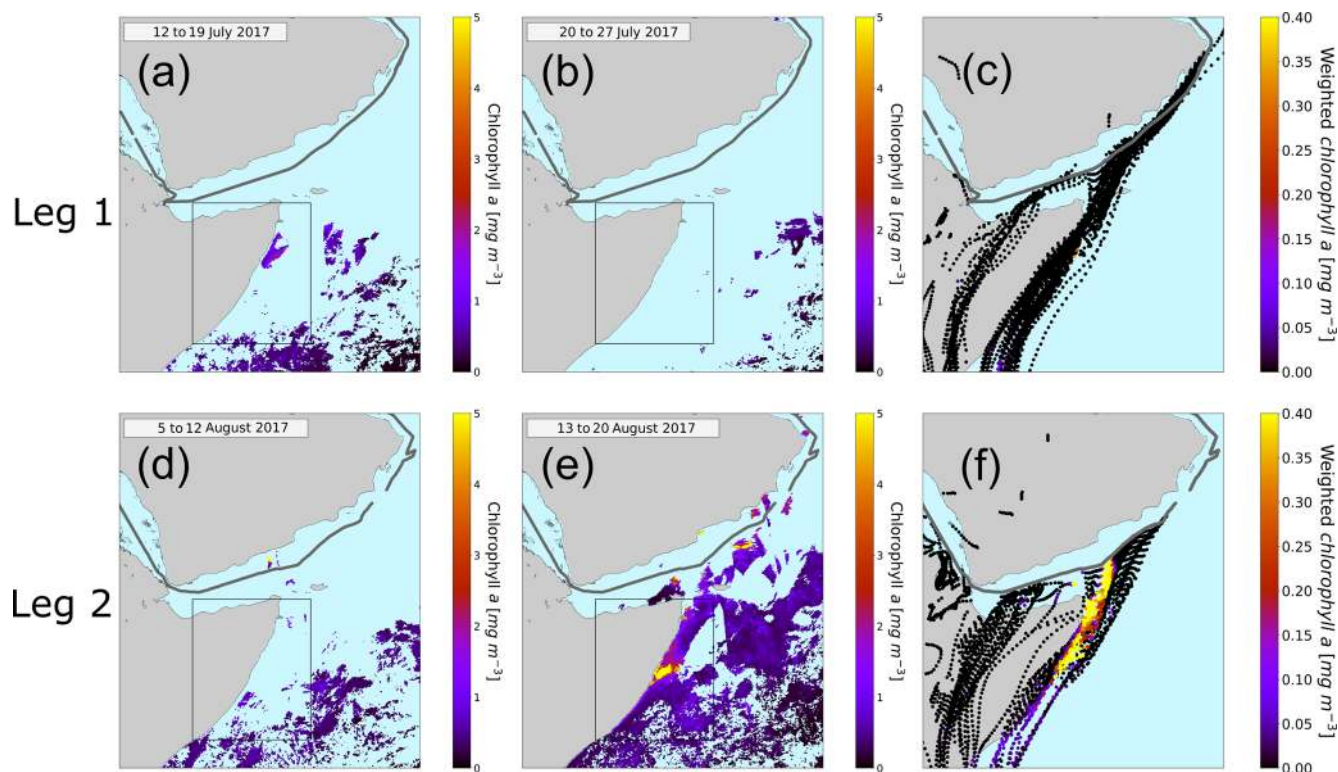 12 to 19 July 2017
(a)
5
4
3
2
1
0
Chlorophyll a [mg m⁻³]
20 to 27 July 2017
(b)
5
4
3
2
1
0
Chlorophyll a [mg m⁻³]
(c)
0.40
0.35
0.30
0.25
0.20
0.15
0.10
0.05
0.00
Weighted chlorophyll a [mg m⁻³]
Leg 1
5 to 12 August 2017
(d)
5
4
3
2
1
0
Chlorophyll a [mg m⁻³]
13 to 20 August 2017
(e)
5
4
3
2
1
0
Chlorophyll a [mg m⁻³]
(f)
0.40
0.35
0.30
0.25
0.20
0.15
0.10
0.05
0.00
Weighted chlorophyll a [mg m⁻³]
Leg 2